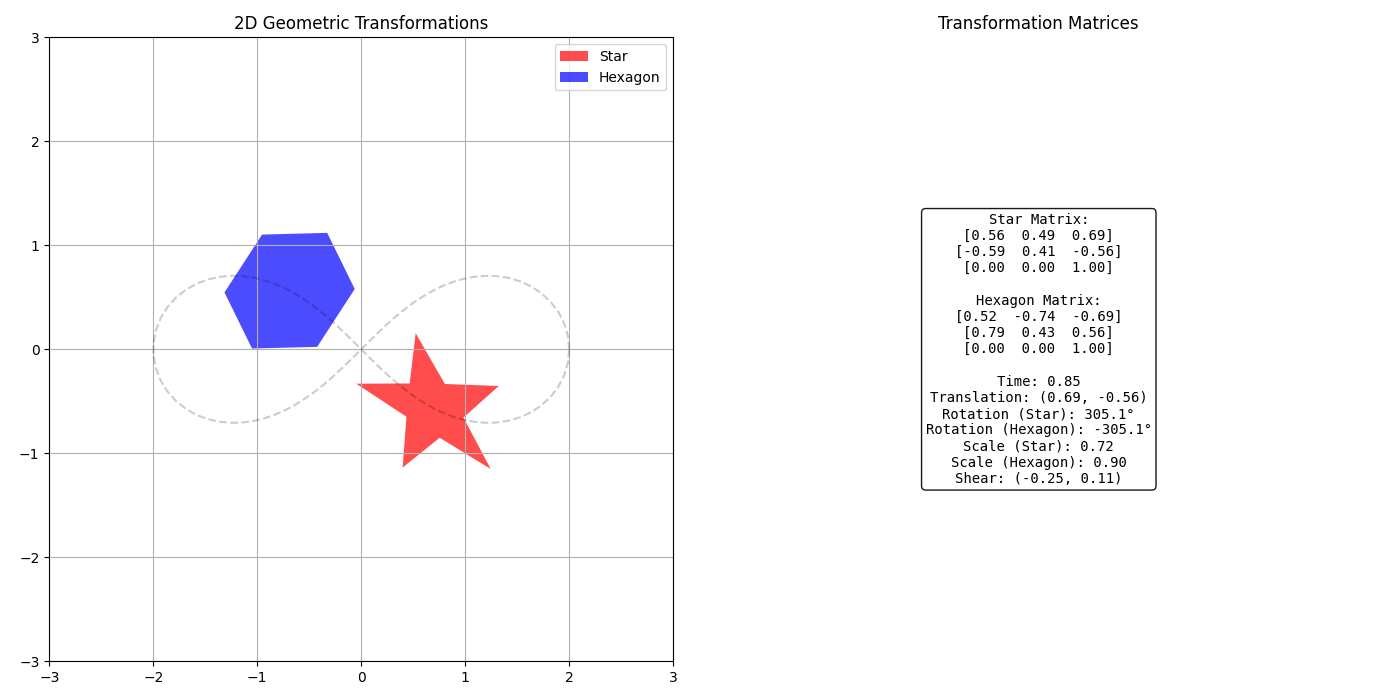 2D Geometric Transformations
3
2
1
0
−1
−2
−3
−3
−2
−1
0
1
2
3
Star
Hexagon
Transformation Matrices
Star Matrix:
[0.56  0.49  0.69]
[-0.59  0.41  -0.56]
[0.00  0.00  1.00]
Hexagon Matrix:
[0.52  -0.74  -0.69]
[0.79  0.43  0.56]
[0.00  0.00  1.00]
Time: 0.85
Translation: (0.69, -0.56)
Rotation (Star): 305.1°
Rotation (Hexagon): -305.1°
Scale (Star): 0.72
Scale (Hexagon): 0.90
Shear: (-0.25, 0.11)